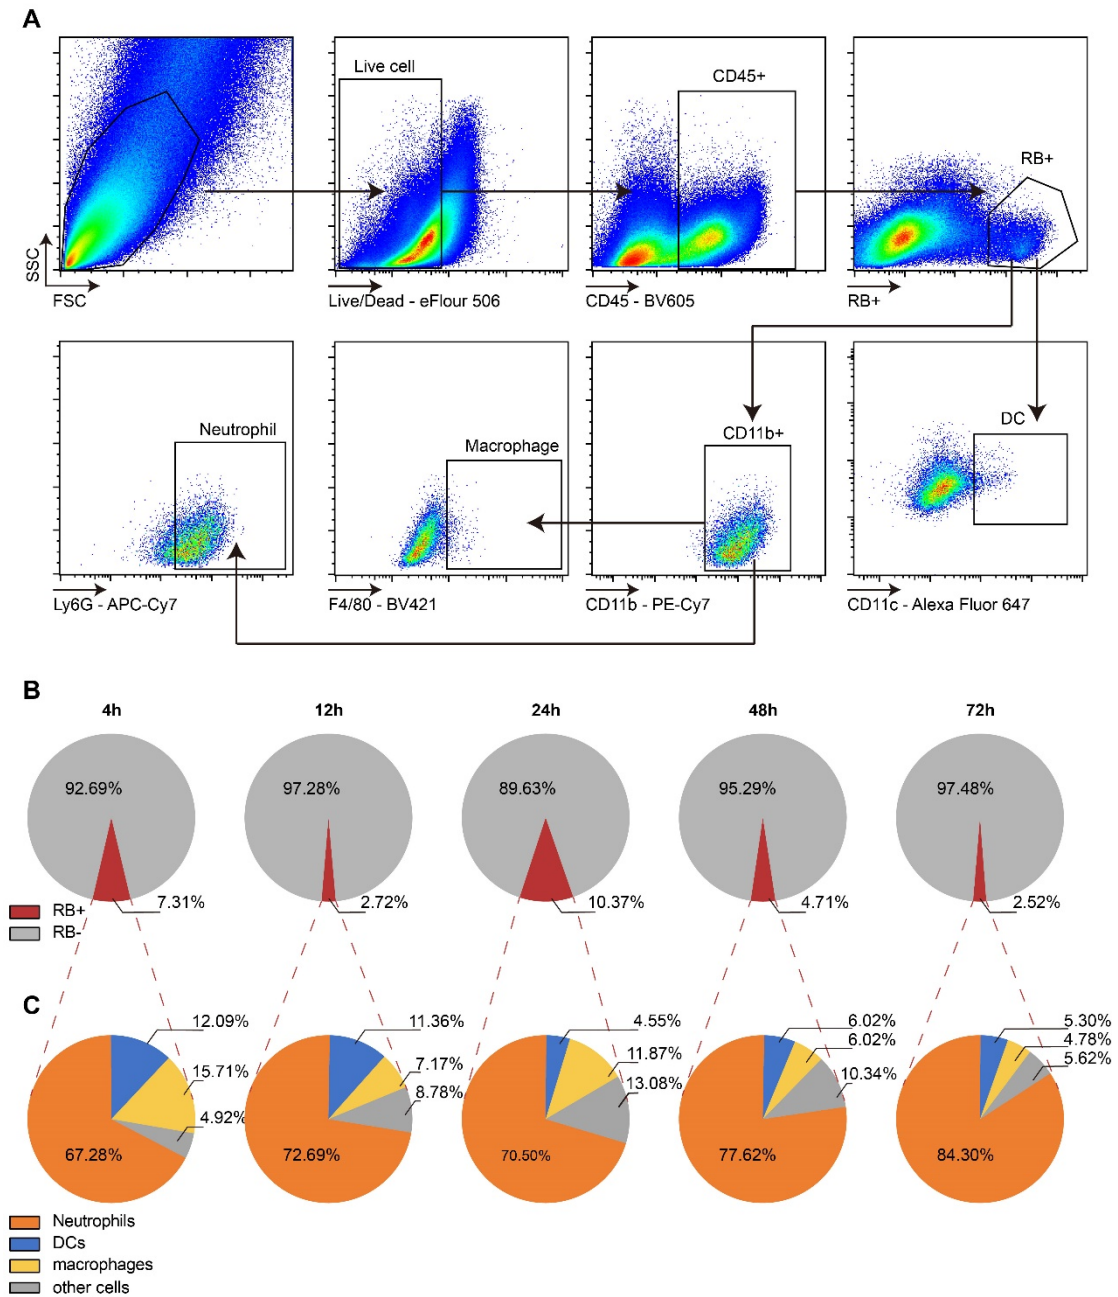 A
Live cell
CD45+
RB+
SSC
FSC
Live/Dead - eFlour 506
CD45 - BV605
RB+
Neutrophil
Macrophage
CD11b+
DC
Ly6G - APC-Cy7
F4/80 - BV421
CD11b - PE-Cy7
CD11c - Alexa Fluor 647
B
4h
12h
24h
48h
72h
92.69%
97.28%
89.63%
95.29%
97.48%
7.31%
2.72%
10.37%
4.71%
2.52%
RB+
RB-
C
12.09%
15.71%
4.92%
67.28%
11.36%
7.17%
8.78%
72.69%
4.55%
11.87%
13.08%
70.50%
6.02%
6.02%
10.34%
77.62%
5.30%
4.78%
5.62%
84.30%
Neutrophils
DCs
macrophages
other cells